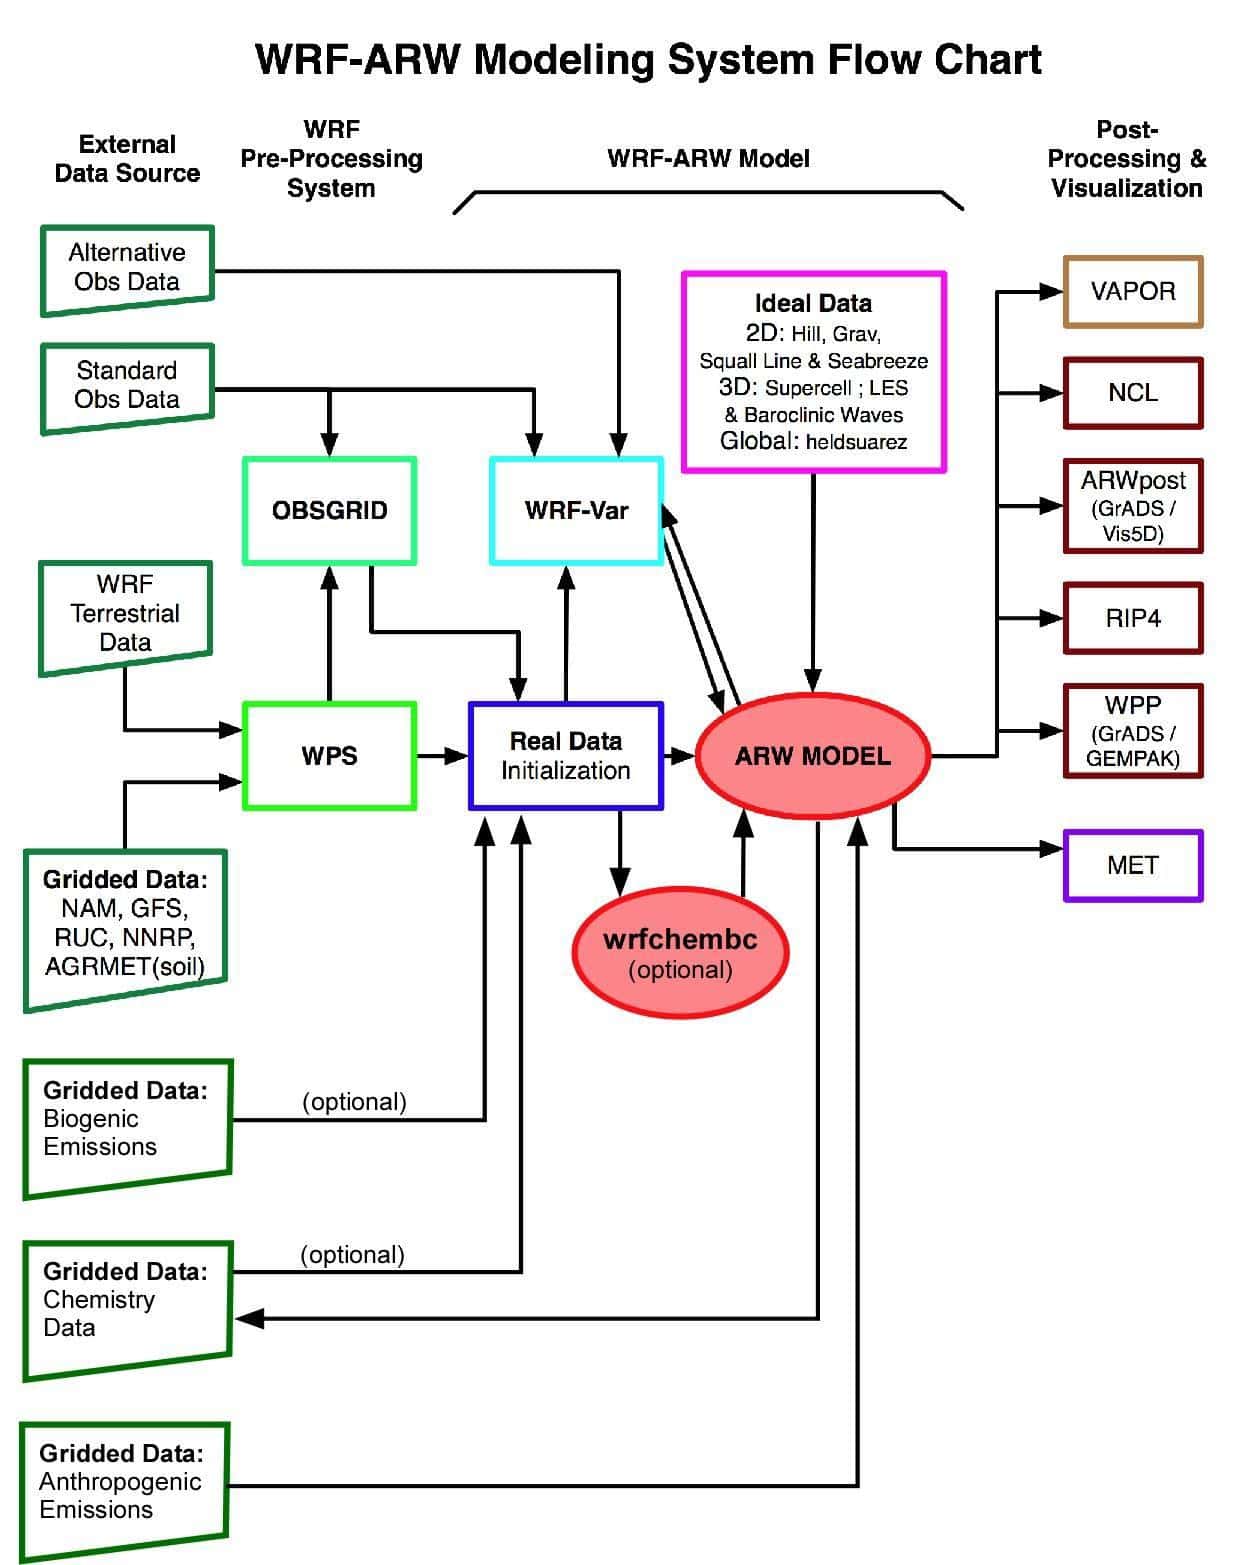 WRF-ARW Modeling System Flow Chart
External
Data Source
WRF
Pre-Processing
System
WRF-ARW Model
Post-
Processing &
Visualization
Alternative
Obs Data
Standard
Obs Data
OBSGRID
WRF-Var
Ideal Data
2D: Hill, Grav,
Squall Line & Seabreeze
3D: Supercell ; LES
& Baroclinic Waves
Global: heldsuarez
VAPOR
NCL
ARWpost
(GrADS /
Vis5D)
RIP4
WPP
(GrADS /
GEMPAK)
MET
WRF
Terrestrial
Data
WPS
Real Data
Initialization
ARW MODEL
Gridded Data:
NAM, GFS,
RUC, NNRP,
AGRMET(soil)
wrfchembc
(optional)
Gridded Data:
Biogenic
Emissions
(optional)
Gridded Data:
Chemistry
Data
(optional)
Gridded Data:
Anthropogenic
Emissions